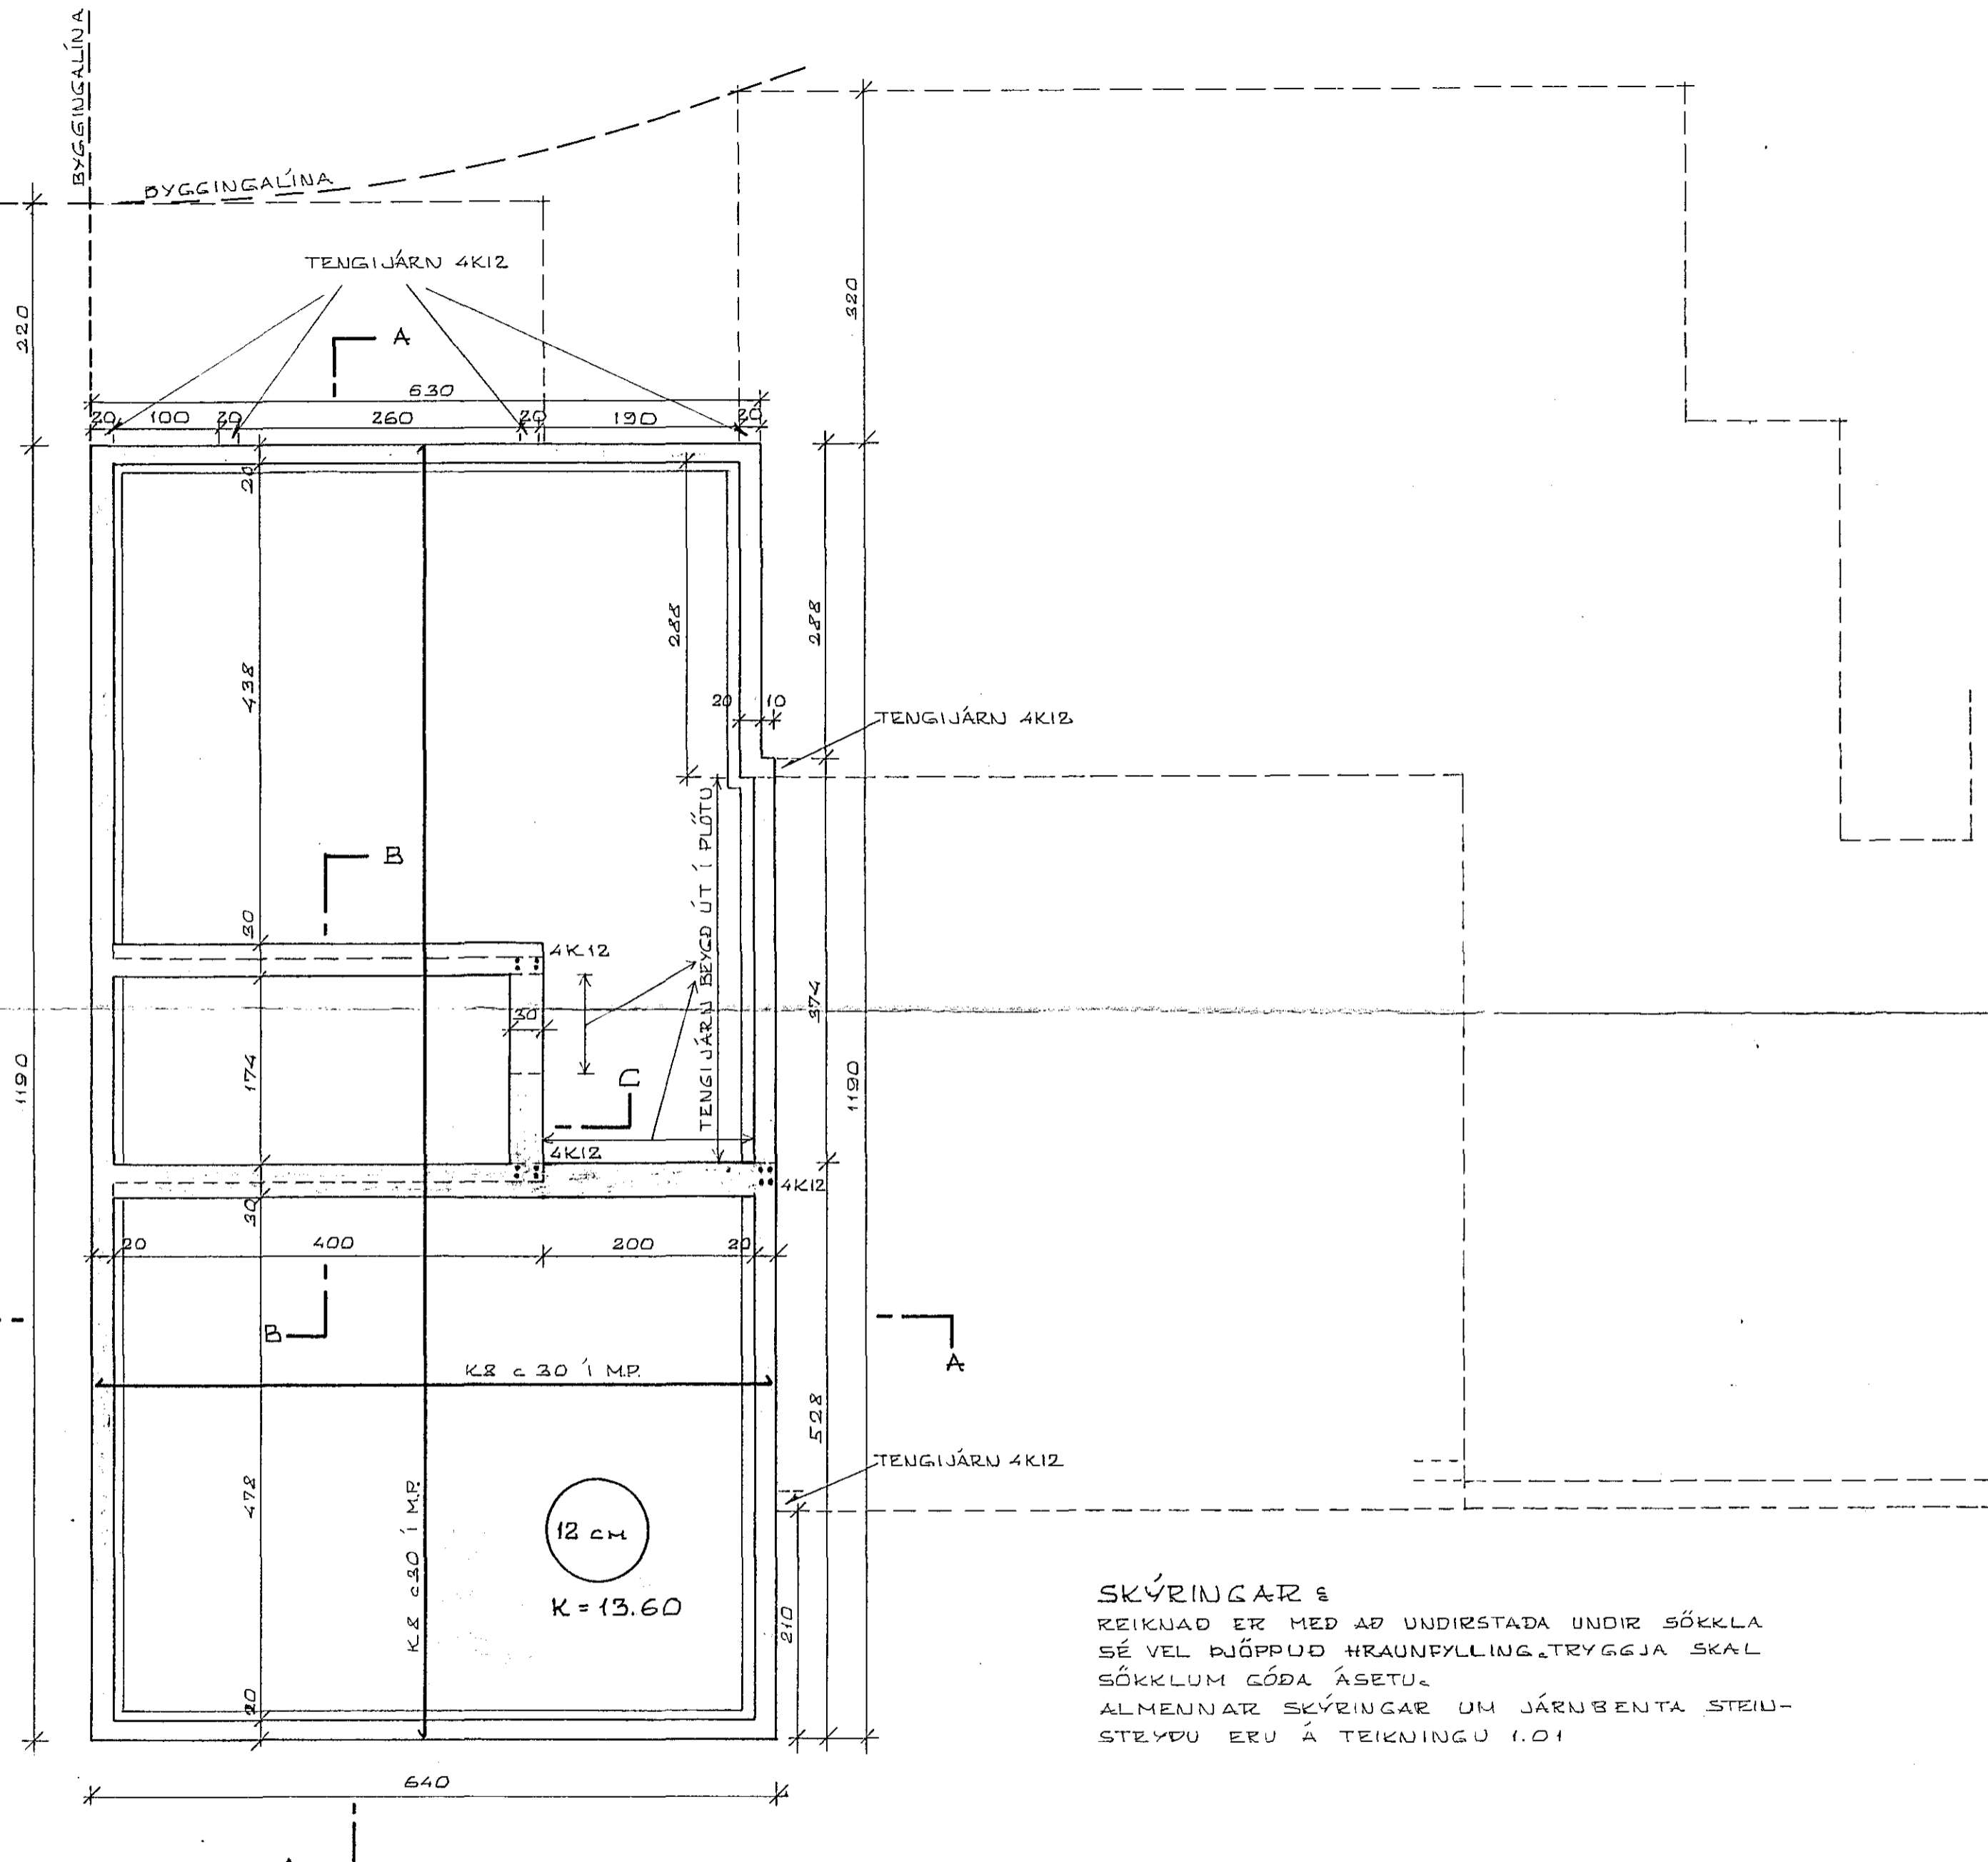 BYGGINGALÍNA
BYGGINGALÍNA
TENGIJÁRN 4K12
A
220
320
630
20 100 20 260 20 190 20
20
288
288
438
20 10
TENGIJÁRN 4K12
B
30
4K12
TENGIJÁRN BEYGÐ ÚT Í PLÖTU
374
30
174
1190
1190
C
4K12
4K12
30
20 400 200 20
B
A
K8 c 30 Í M.P.
528
TENGIJÁRN 4K12
478
K8 c 30 Í M.P.
12 cm
K = 13.60
210
20
640
SKÝRINGAR :
REIKNAÐ ER MEÐ AÐ UNDIRSTAÐA UNDIR SÖKKLA
SÉ VEL ÞJÖPPUÐ HRAUNFYLLING. TRYGGJA SKAL
SÖKKLUM GÓÐA ÁSETU.
ALMENNAR SKÝRINGAR UM JÁRNBENTA STEIN-
STEYPU ERU Á TEIKNINGU 1.01